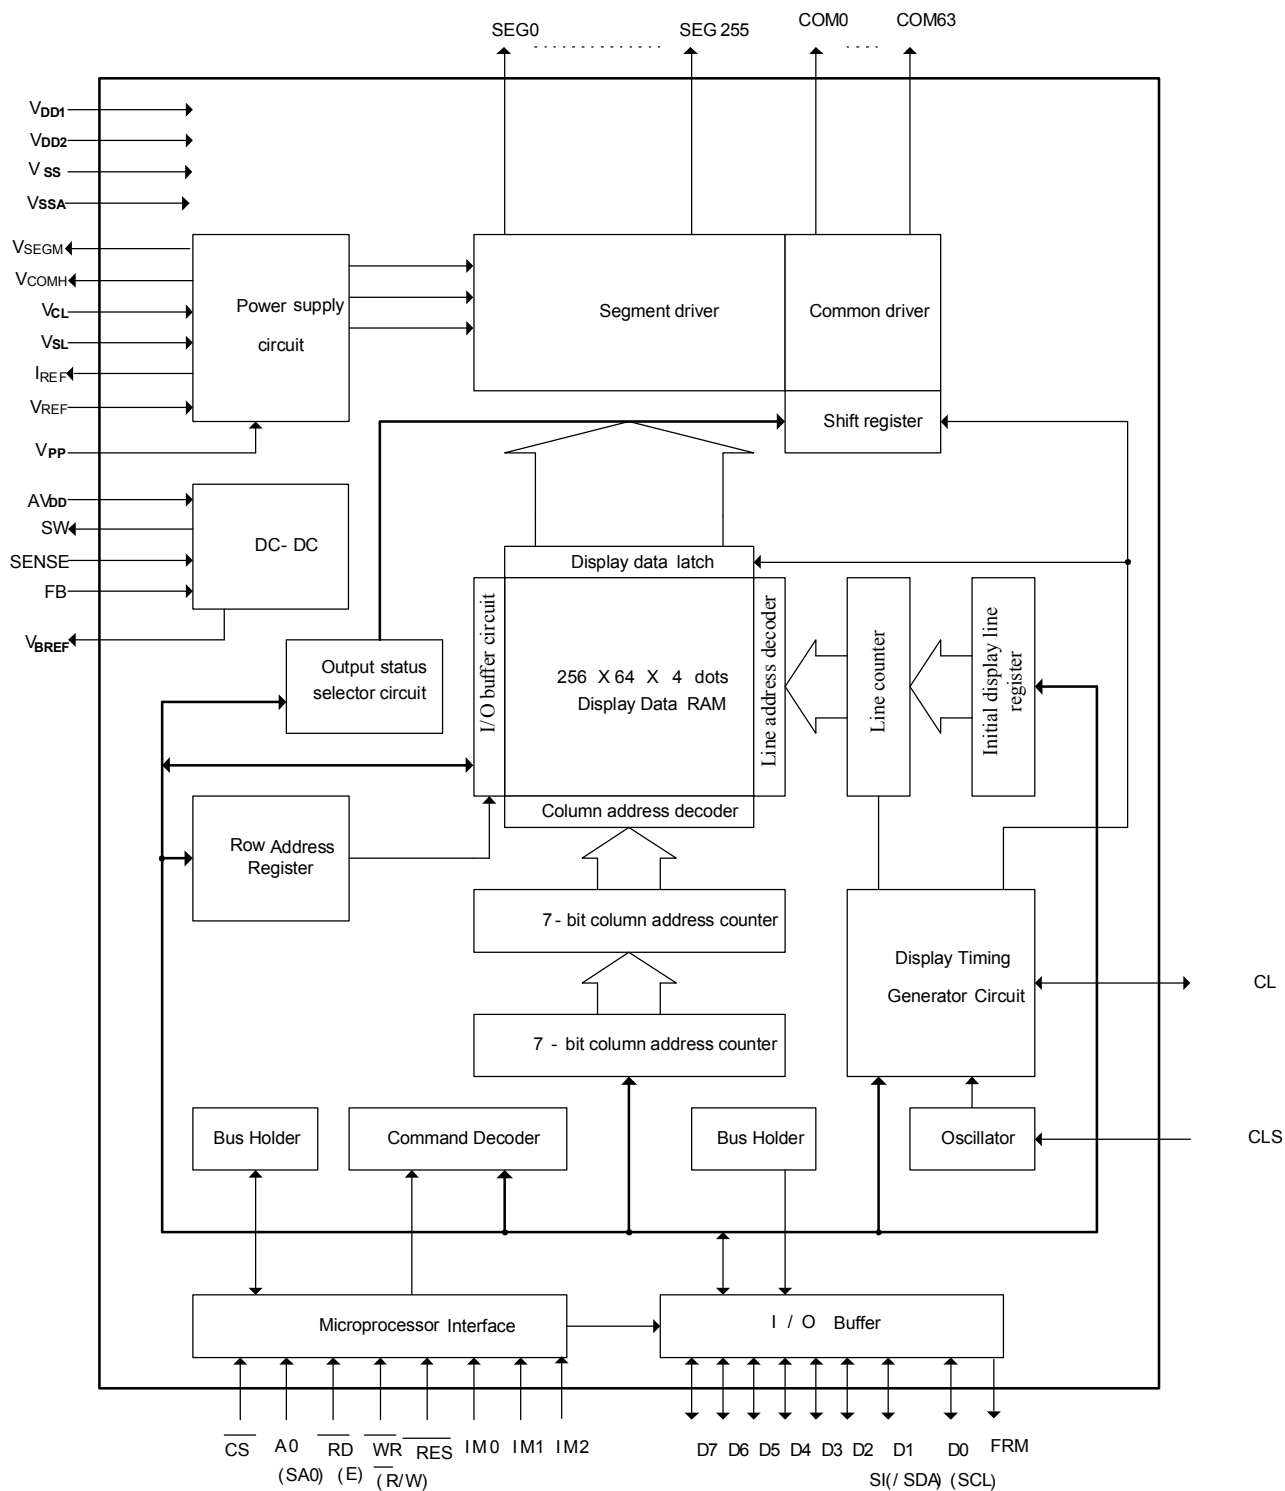 SEG0 ............. SEG 255
COM0 .... COM63
VDD1
VDD2
V SS
VSSA
VSEGM
VCOMH
VCL
VSL
IREF
VREF
VPP
AVDD
SW
SENSE
FB
VBREF
Power supply
circuit
Segment driver
Common driver
Shift register
DC- DC
Display data latch
Output status
selector circuit
I/O buffer circuit
256 X 64 X 4 dots
Display Data RAM
Line address decoder
Line counter
Initial display line
register
Column address decoder
Row Address
Register
7 - bit column address counter
7 - bit column address counter
Display Timing
Generator Circuit
CL
Bus Holder
Command Decoder
Bus Holder
Oscillator
CLS
Microprocessor Interface
I / O Buffer
CS
A0
(SA0)
RD
(E)
WR
(R/W)
RES
IM0
IM1
IM2
D7
D6
D5
D4
D3
D2
D1
SI(/ SDA)
D0
(SCL)
FRM